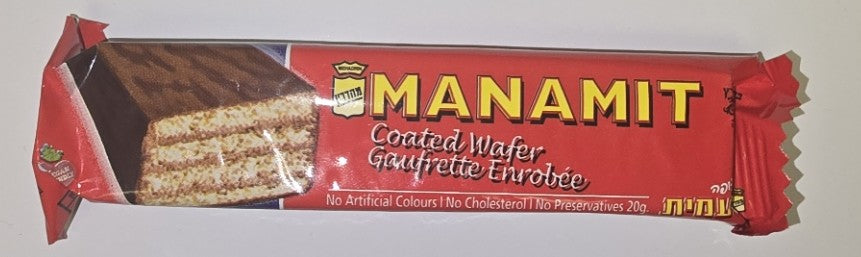 MANAMIT
Coated Wafer
Gaufrette Enrobée
No Artificial Colours | No Cholesterol | No Preservatives 20g.